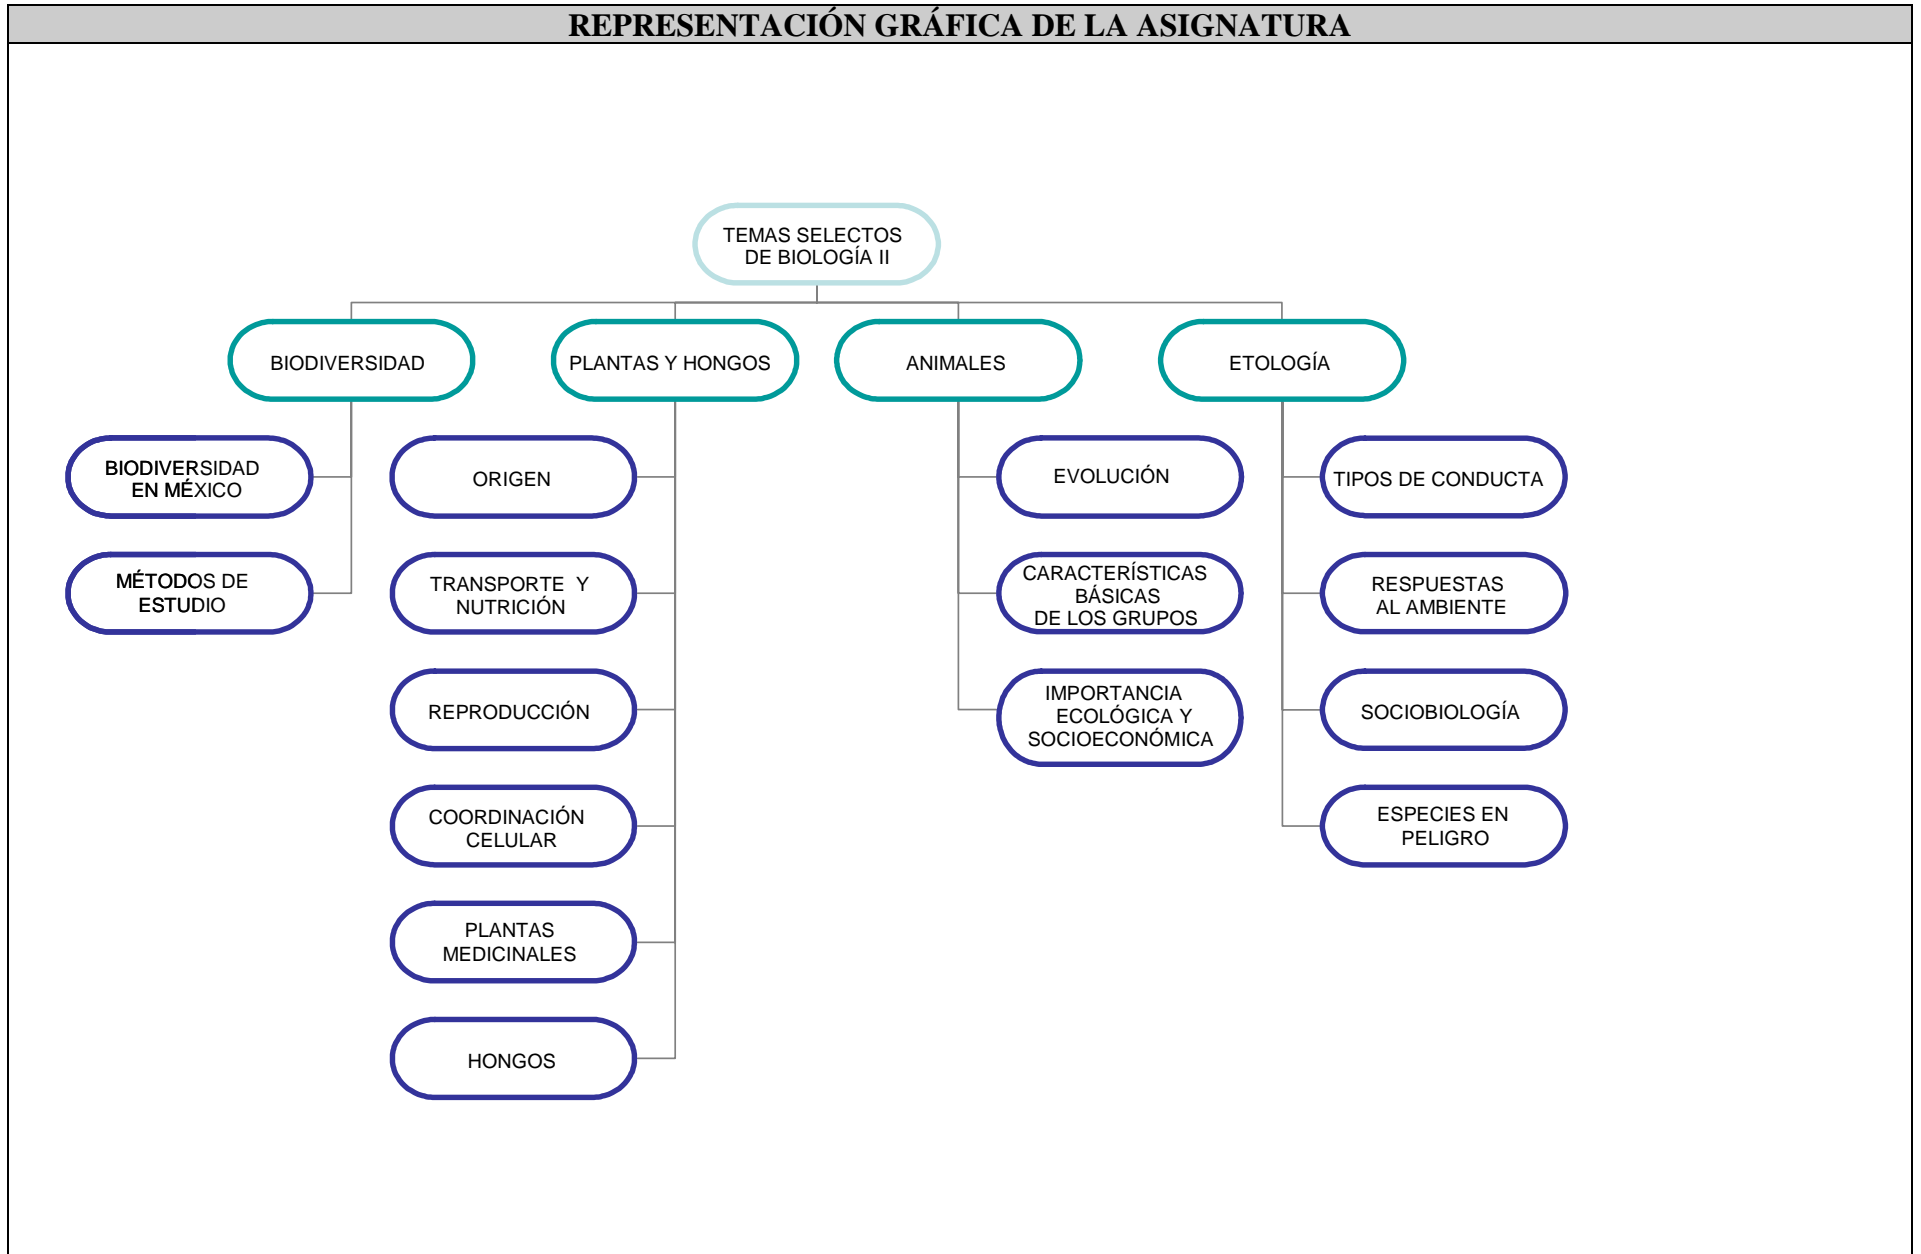 REPRESENTACIÓN GRÁFICA DE LA ASIGNATURA
TEMAS SELECTOS
DE BIOLOGÍA II
BIODIVERSIDAD
PLANTAS Y HONGOS
ANIMALES
ETOLOGÍA
BIODIVERSIDAD
EN MÉXICO
MÉTODOS DE
ESTUDIO
ORIGEN
TRANSPORTE Y
NUTRICIÓN
REPRODUCCIÓN
COORDINACIÓN
CELULAR
PLANTAS
MEDICINALES
HONGOS
EVOLUCIÓN
CARACTERÍSTICAS
BÁSICAS
DE LOS GRUPOS
IMPORTANCIA
ECOLÓGICA Y
SOCIOECONÓMICA
TIPOS DE CONDUCTA
RESPUESTAS
AL AMBIENTE
SOCIOBIOLOGÍA
ESPECIES EN
PELIGRO